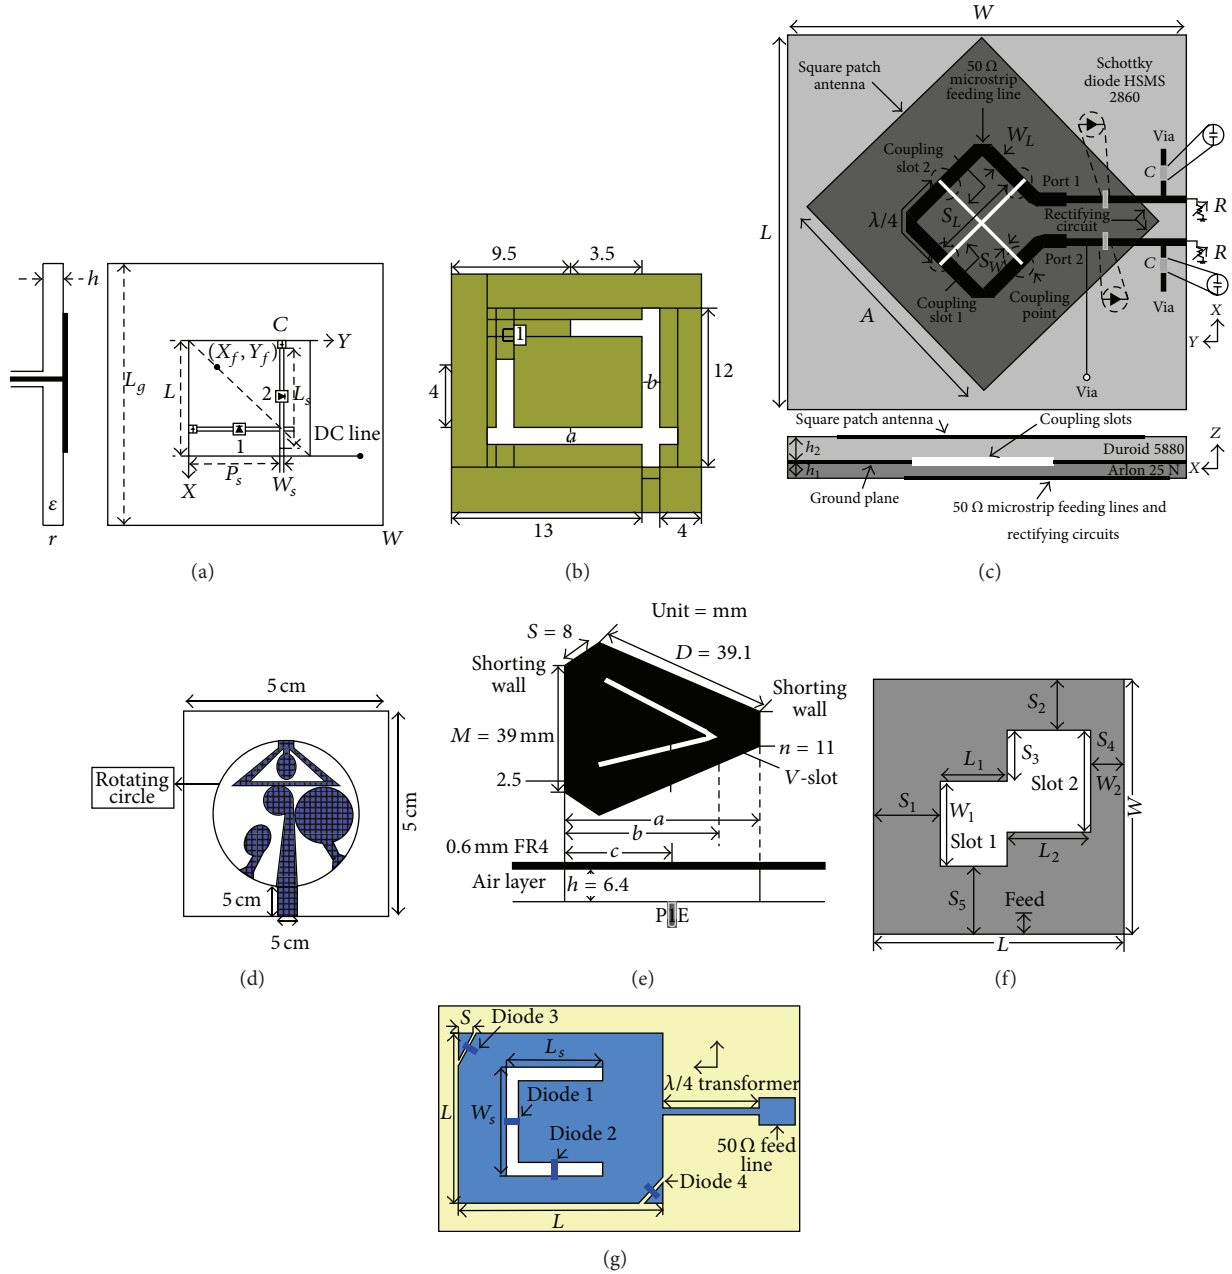 h
L_g
ε
r
(X_f, Y_f)
C
Y
L
2
L_s
1
DC line
P_s
X
W_s
W
(a)
9.5
3.5
1
b
12
4
a
13
4
(b)
W
Square patch
antenna
50 Ω
microstrip
feeding line
Schottky
diode HSMS
2860
W_L
Coupling
slot 2
Via
C
Port 1
R
λ/4
S_L
Rectifying
circuit
L
S_W
Port 2
R
C
Coupling
slot 1
Coupling
point
Via
A
X
Y
Via
Square patch antenna
Coupling slots
Z
h_2
Duroid 5880
h_1
Arlon 25 N
X
Ground plane
50 Ω microstrip feeding lines and
rectifying circuits
(c)
5 cm
Rotating
circle
5 cm
5 cm
5 cm
(d)
Unit = mm
S = 8
D = 39.1
Shorting
wall
Shorting
wall
M = 39 mm
n = 11
2.5
V-slot
a
b
c
0.6 mm FR4
Air layer
h = 6.4
P1E
(e)
S_2
S_3
S_4
L_1
Slot 2
W_2
W
S_1
W_1
Slot 1
L_2
S_5
Feed
L
(f)
S
Diode 3
L_s
λ/4 transformer
L
W_s
Diode 1
Diode 2
50 Ω feed
line
Diode 4
L
(g)